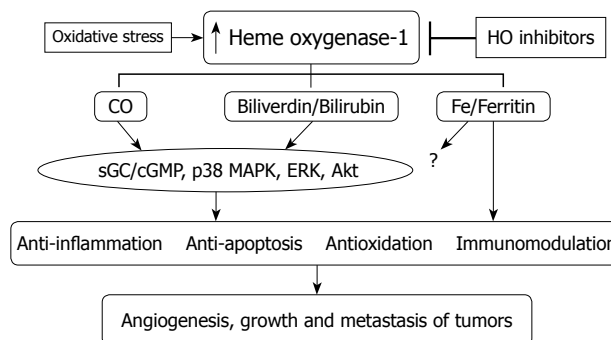 Oxidative stress
↑ Heme oxygenase-1
HO inhibitors
CO
Biliverdin/Bilirubin
Fe/Ferritin
sGC/cGMP, p38 MAPK, ERK, Akt
?
Anti-inflammation Anti-apoptosis Antioxidation Immunomodulation
Angiogenesis, growth and metastasis of tumors